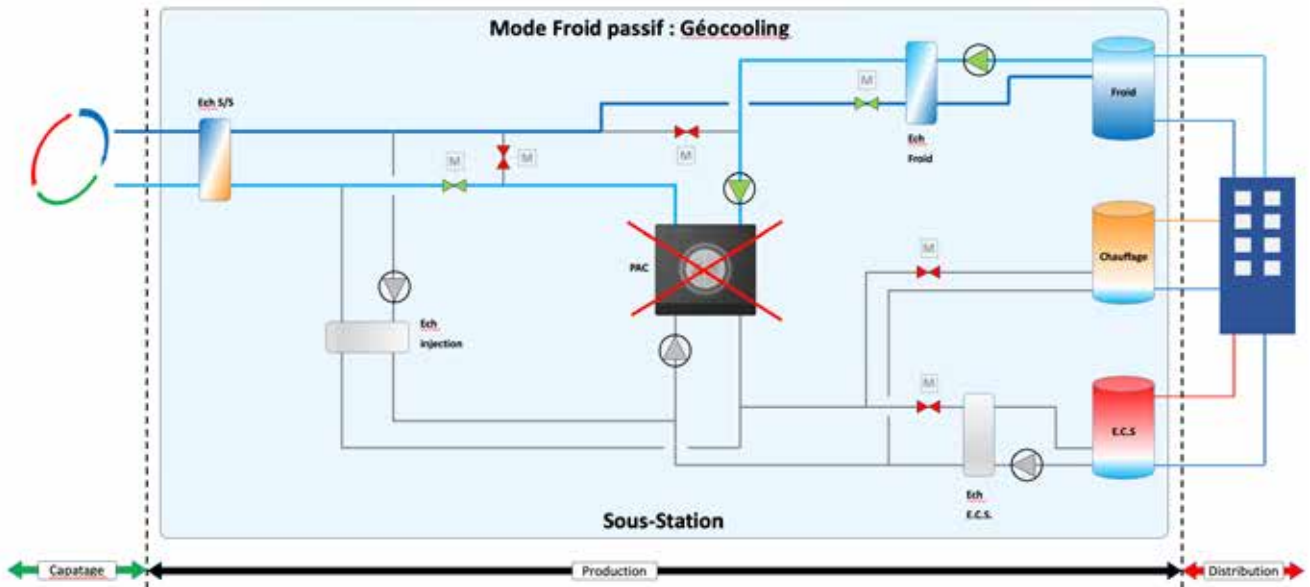 Mode Froid passif : Géocooling
Ech S/S
M
M
M
M
Ech
Froid
Froid
PAC
M
Chauffage
Ech
injection
M
E.C.S
Ech
E.C.S.
Sous-Station
Capatage
Production
Distribution